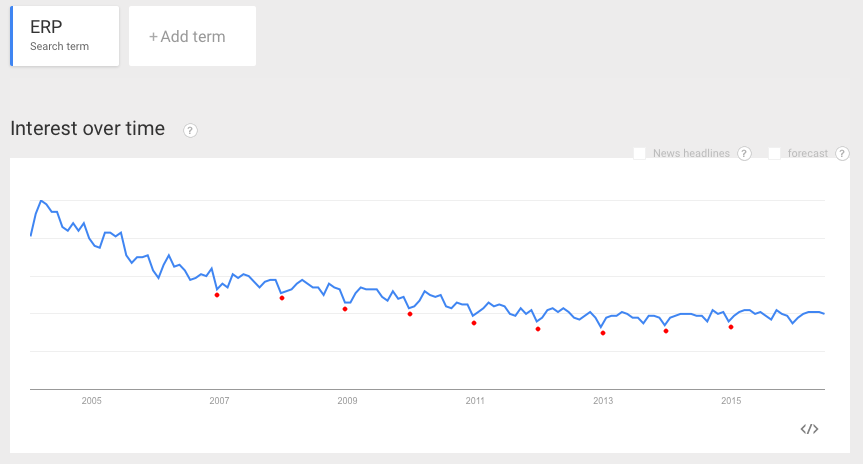 ERP
Search term
+ Add term
Interest over time ?
News headlines ? forecast ?
2005 2007 2009 2011 2013 2015
</>